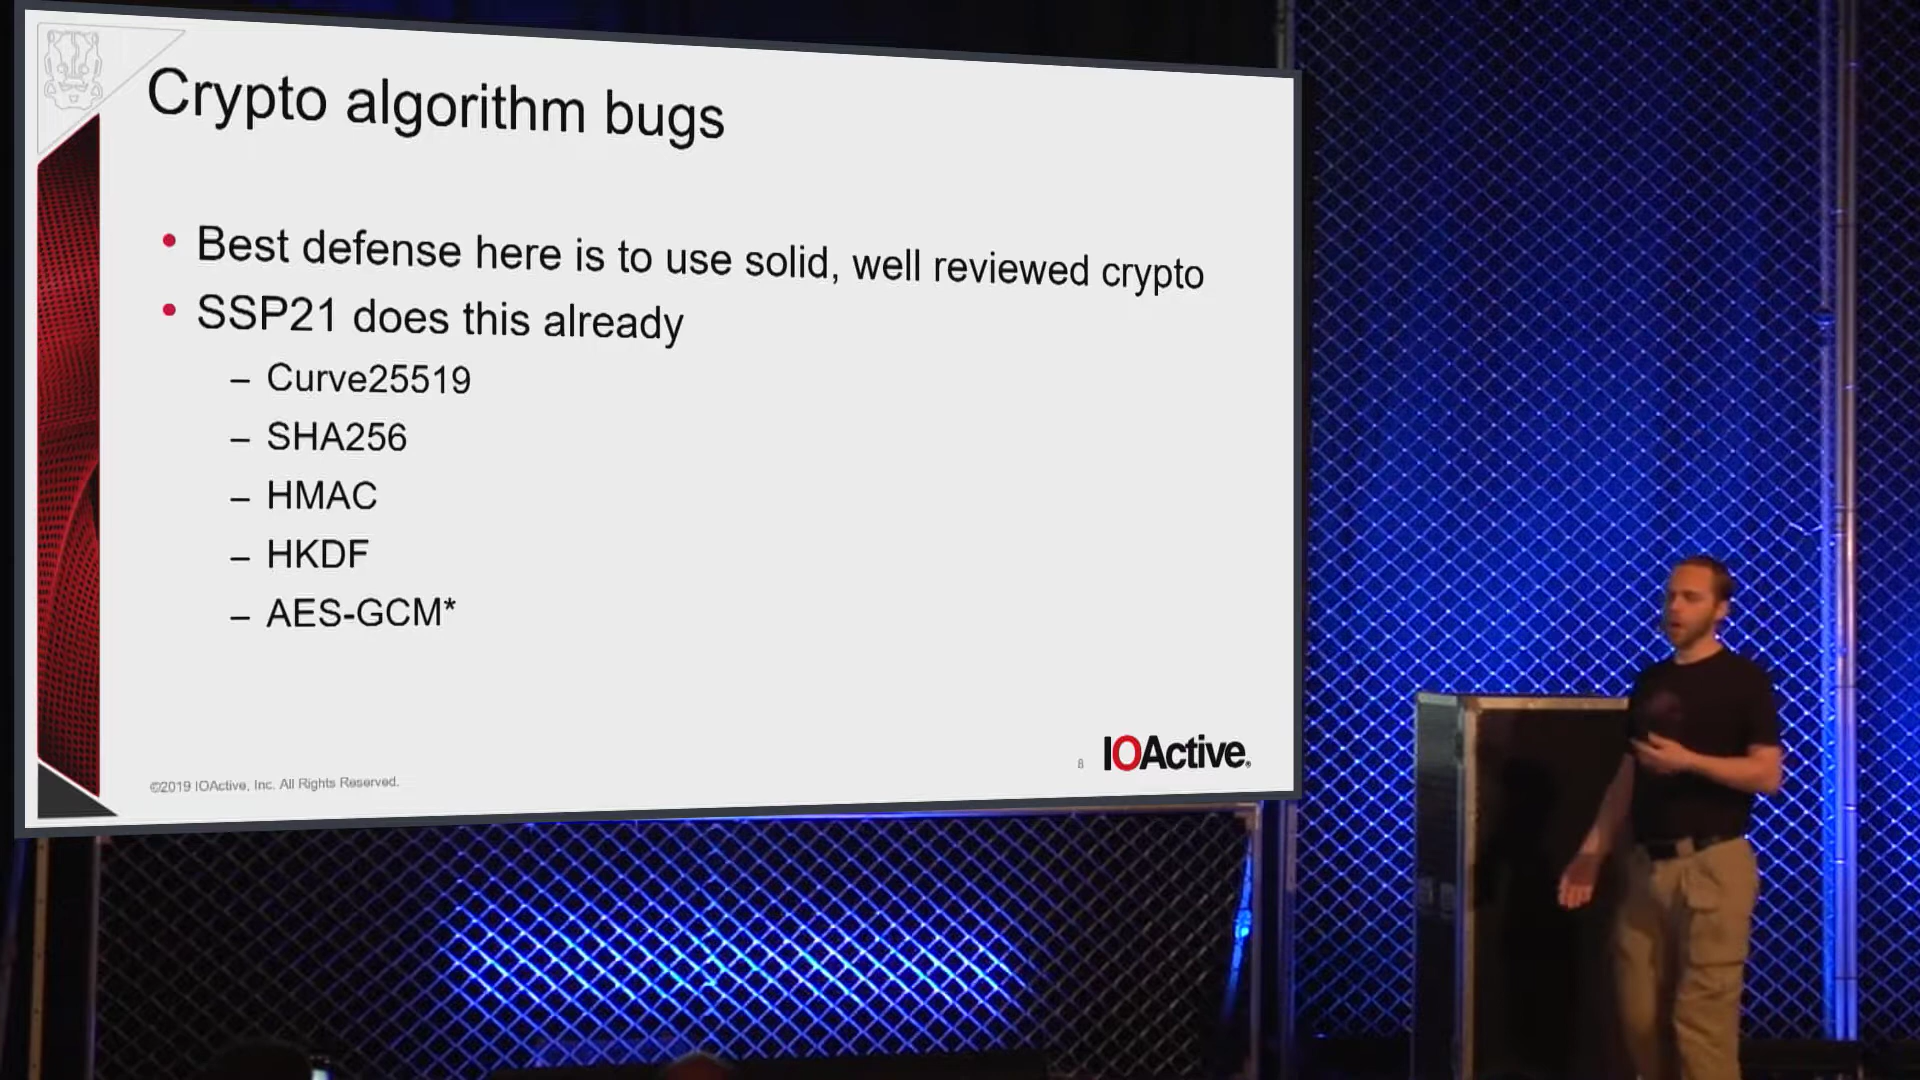 Crypto algorithm bugs
• Best defense here is to use solid, well reviewed crypto
• SSP21 does this already
– Curve25519
– SHA256
– HMAC
– HKDF
– AES-GCM*
©2019 IOActive, Inc. All Rights Reserved.
8
IOActive.